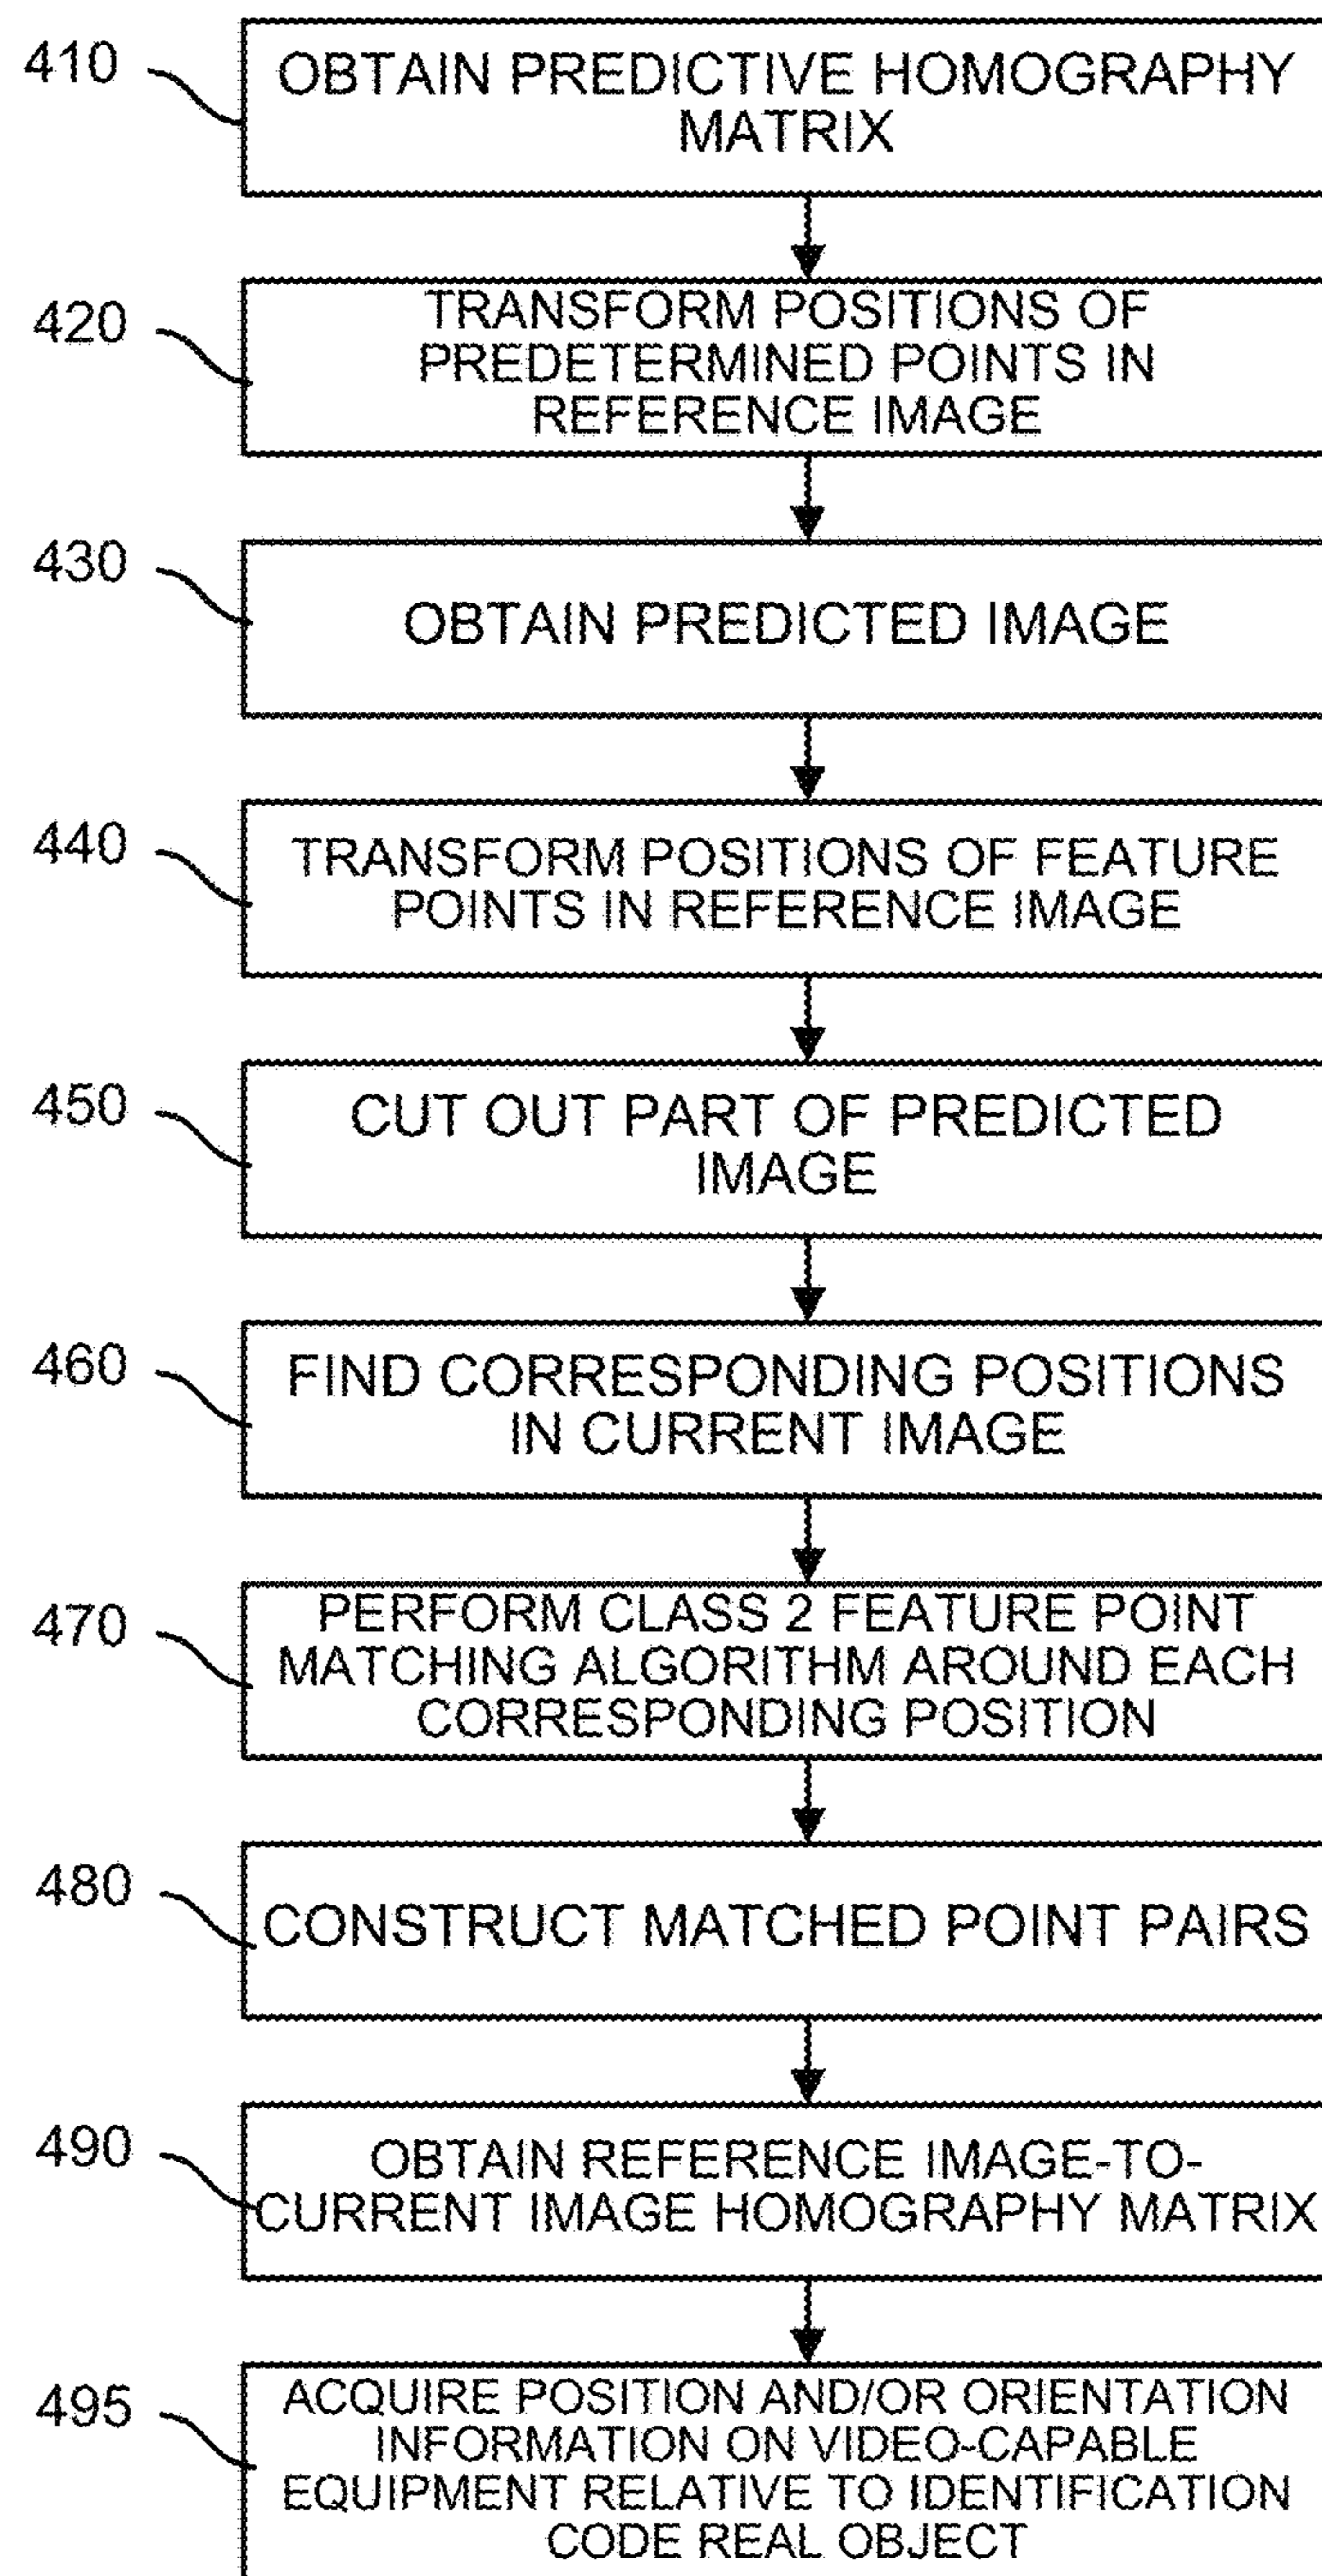 410
OBTAIN PREDICTIVE HOMOGRAPHY
MATRIX
420
TRANSFORM POSITIONS OF
PREDETERMINED POINTS IN
REFERENCE IMAGE
430
OBTAIN PREDICTED IMAGE
440
TRANSFORM POSITIONS OF FEATURE
POINTS IN REFERENCE IMAGE
450
CUT OUT PART OF PREDICTED
IMAGE
460
FIND CORRESPONDING POSITIONS
IN CURRENT IMAGE
470
PERFORM CLASS 2 FEATURE POINT
MATCHING ALGORITHM AROUND EACH
CORRESPONDING POSITION
480
CONSTRUCT MATCHED POINT PAIRS
490
OBTAIN REFERENCE IMAGE-TO-
CURRENT IMAGE HOMOGRAPHY MATRIX
495
ACQUIRE POSITION AND/OR ORIENTATION
INFORMATION ON VIDEO-CAPABLE
EQUIPMENT RELATIVE TO IDENTIFICATION
CODE REAL OBJECT